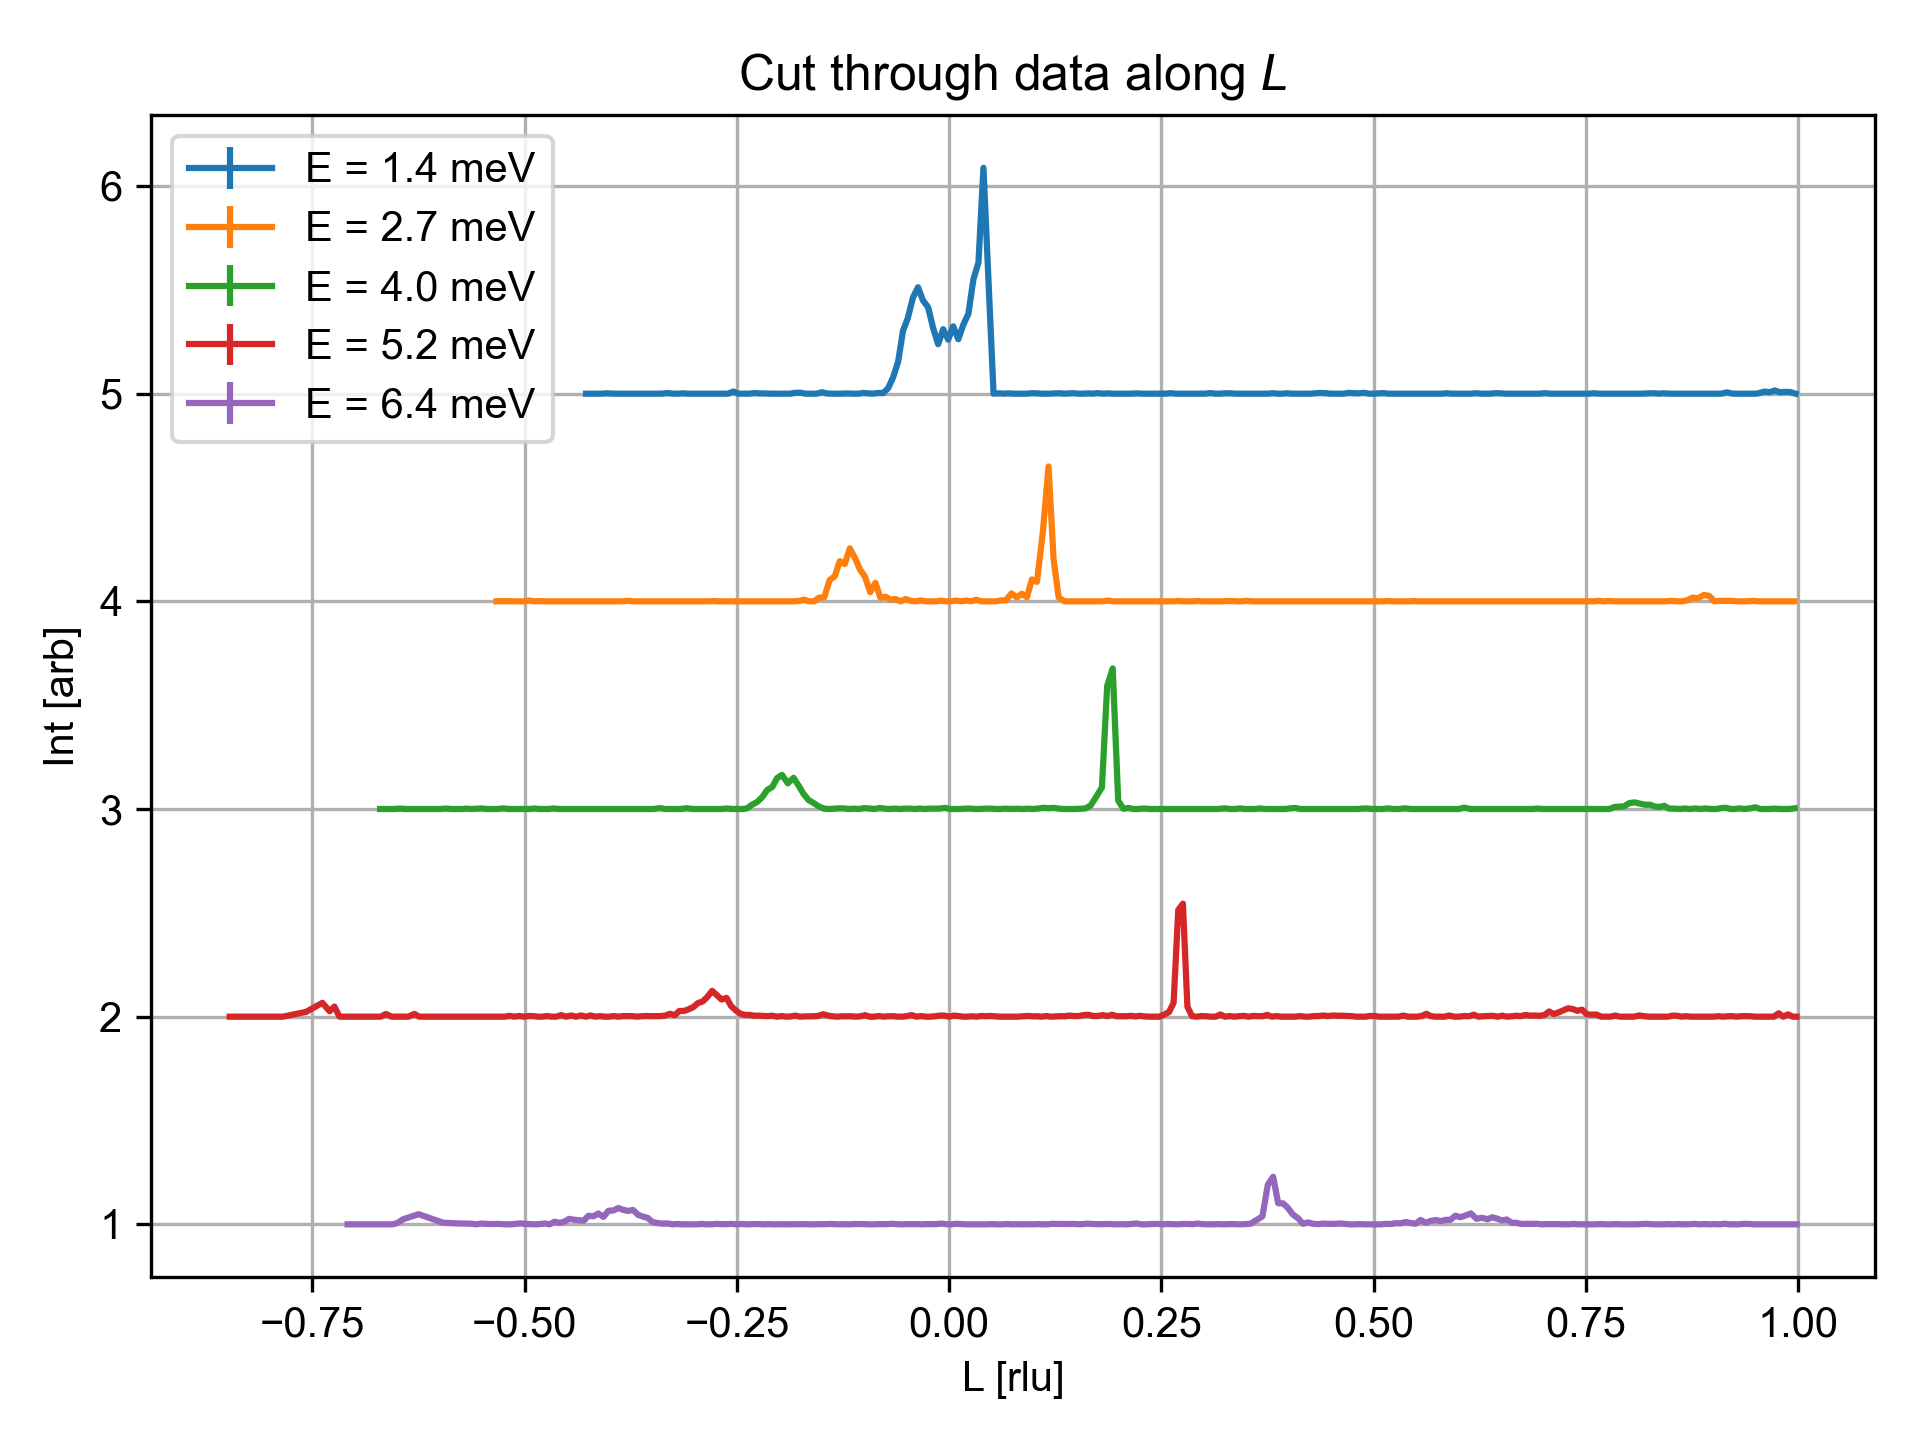 Cut through data along L
E = 1.4 meV
E = 2.7 meV
E = 4.0 meV
E = 5.2 meV
E = 6.4 meV
6
5
4
3
2
1
Int [arb]
−0.75 −0.50 −0.25 0.00 0.25 0.50 0.75 1.00
L [rlu]